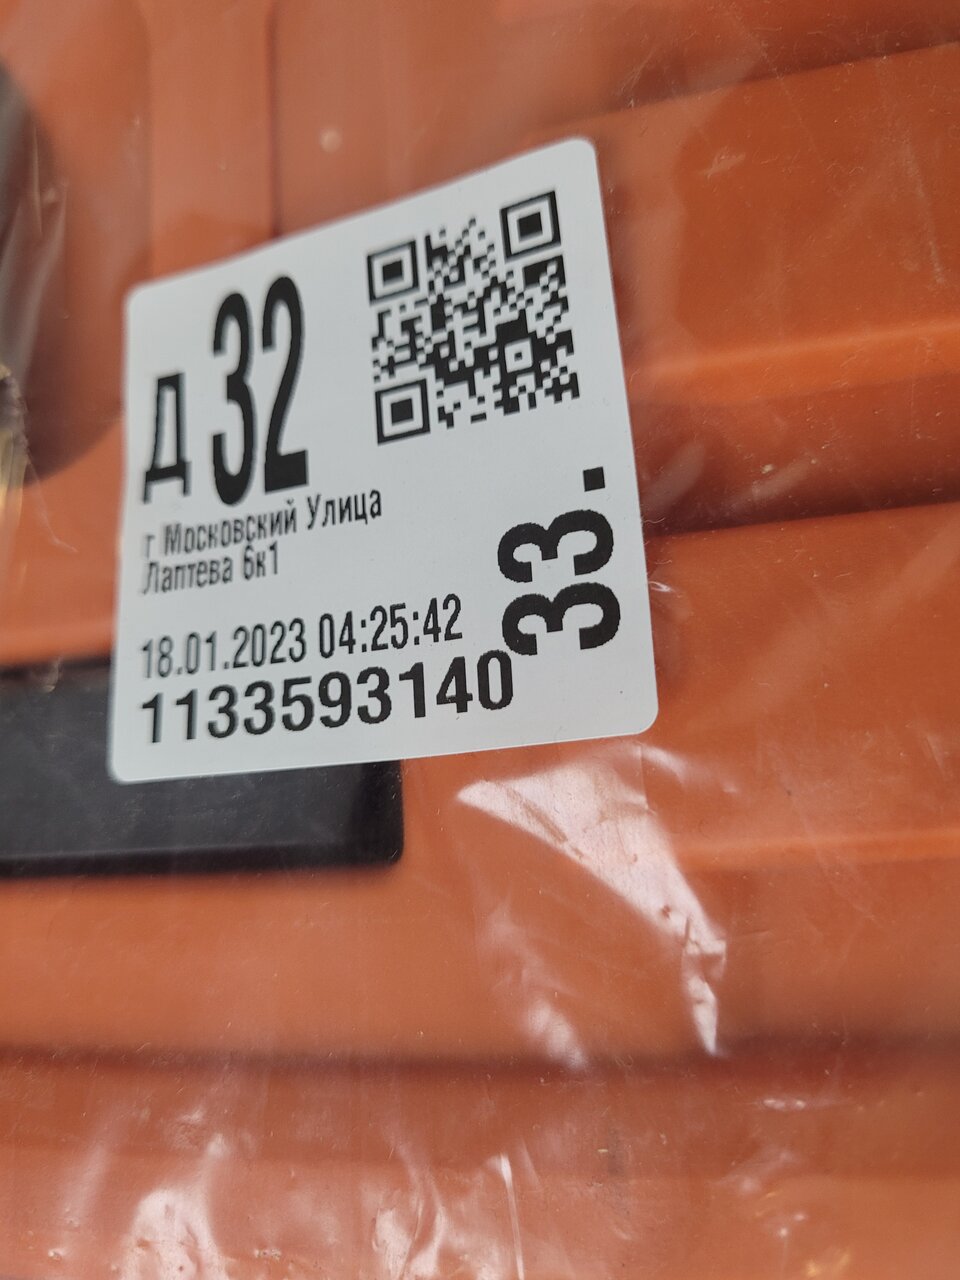 Д 32
г Московский Улица
Лаптева 6к1
18.01.2023 04:25:42
1133593140
33.